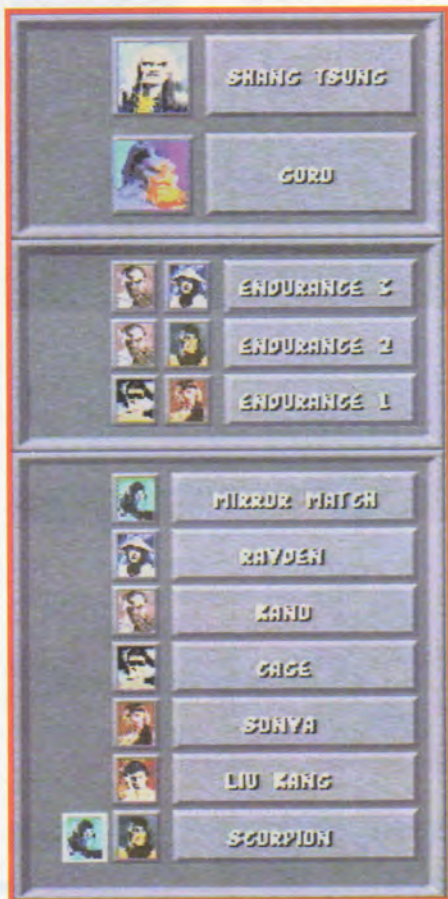 SHANG TSUNG
GORO
ENDURANCE 3
ENDURANCE 2
ENDURANCE 1
MIRROR MATCH
RAYDEN
KANO
CAGE
SONYA
LIU KANG
SCORPION